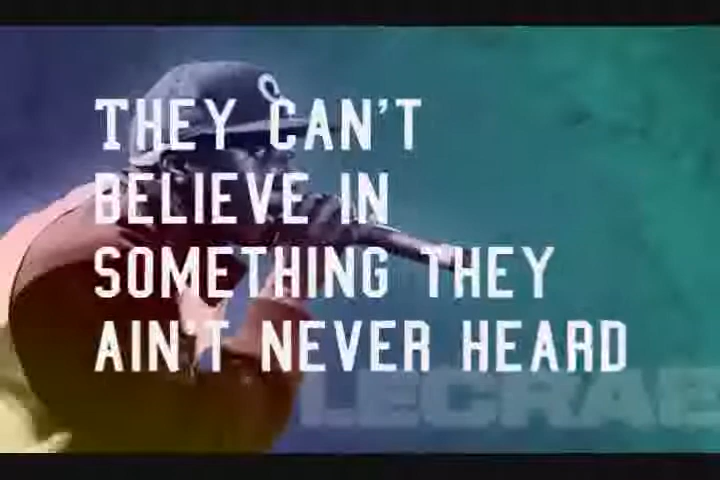 THEY CAN'T
BELIEVE IN
SOMETHING THEY
AIN'T NEVER HEARD
LECRAE